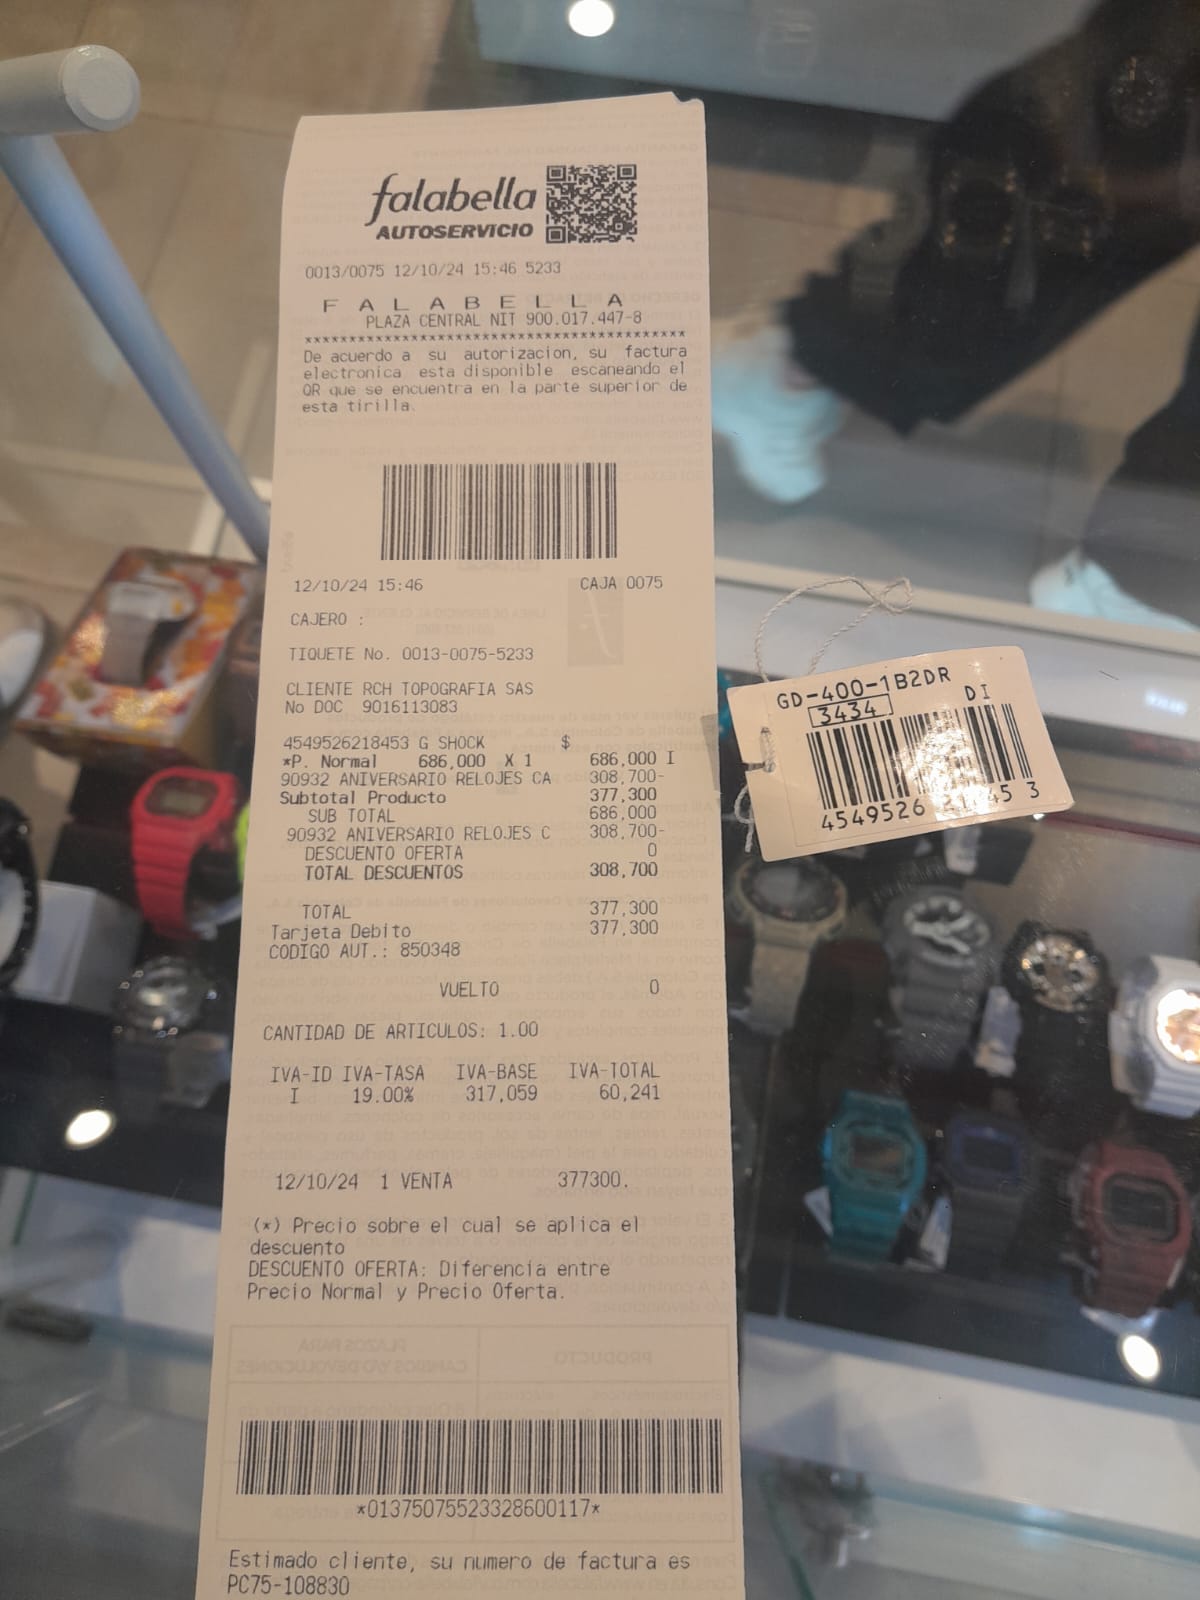 falabella
AUTOSERVICIO
0013/0075 12/10/24 15:46 5233
F A L A B E L L A
PLAZA CENTRAL NIT 900.017.447-8
****************************************
De acuerdo a su autorizacion, su factura
electronica esta disponible escaneando el
QR que se encuentra en la parte superior de
esta tirilla.
12/10/24 15:46 CAJA 0075
CAJERO :
TIQUETE No. 0013-0075-5233
CLIENTE RCH TOPOGRAFIA SAS
No DOC 9016113083
4549526218453 G SHOCK $
*P. Normal 686,000 X 1 686,000 I
90932 ANIVERSARIO RELOJES CA 308,700-
Subtotal Producto 377,300
SUB TOTAL 686,000
90932 ANIVERSARIO RELOJES C 308,700-
DESCUENTO OFERTA 0
TOTAL DESCUENTOS 308,700
TOTAL 377,300
Tarjeta Debito 377,300
CODIGO AUT.: 850348
VUELTO 0
CANTIDAD DE ARTICULOS: 1.00
IVA-ID IVA-TASA IVA-BASE IVA-TOTAL
I 19.00% 317,059 60,241
12/10/24 1 VENTA 377300.
(*) Precio sobre el cual se aplica el
descuento
DESCUENTO OFERTA: Diferencia entre
Precio Normal y Precio Oferta.
*01375075523328600117*
Estimado cliente, su numero de factura es
PC75-108830
GD-400-1B2DR
3434 DI
4549526 45 3